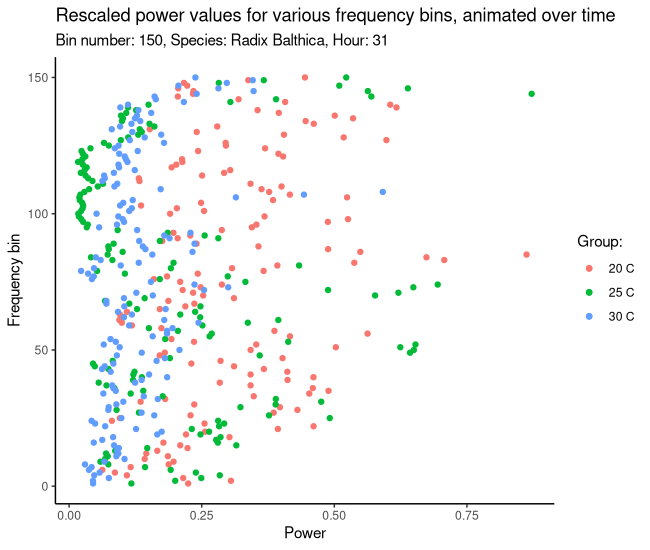 Rescaled power values for various frequency bins, animated over time
Bin number: 150, Species: Radix Balthica, Hour: 31
150
100
50
0
Frequency bin
0.00
0.25
0.50
0.75
Power
Group:
20 C
25 C
30 C